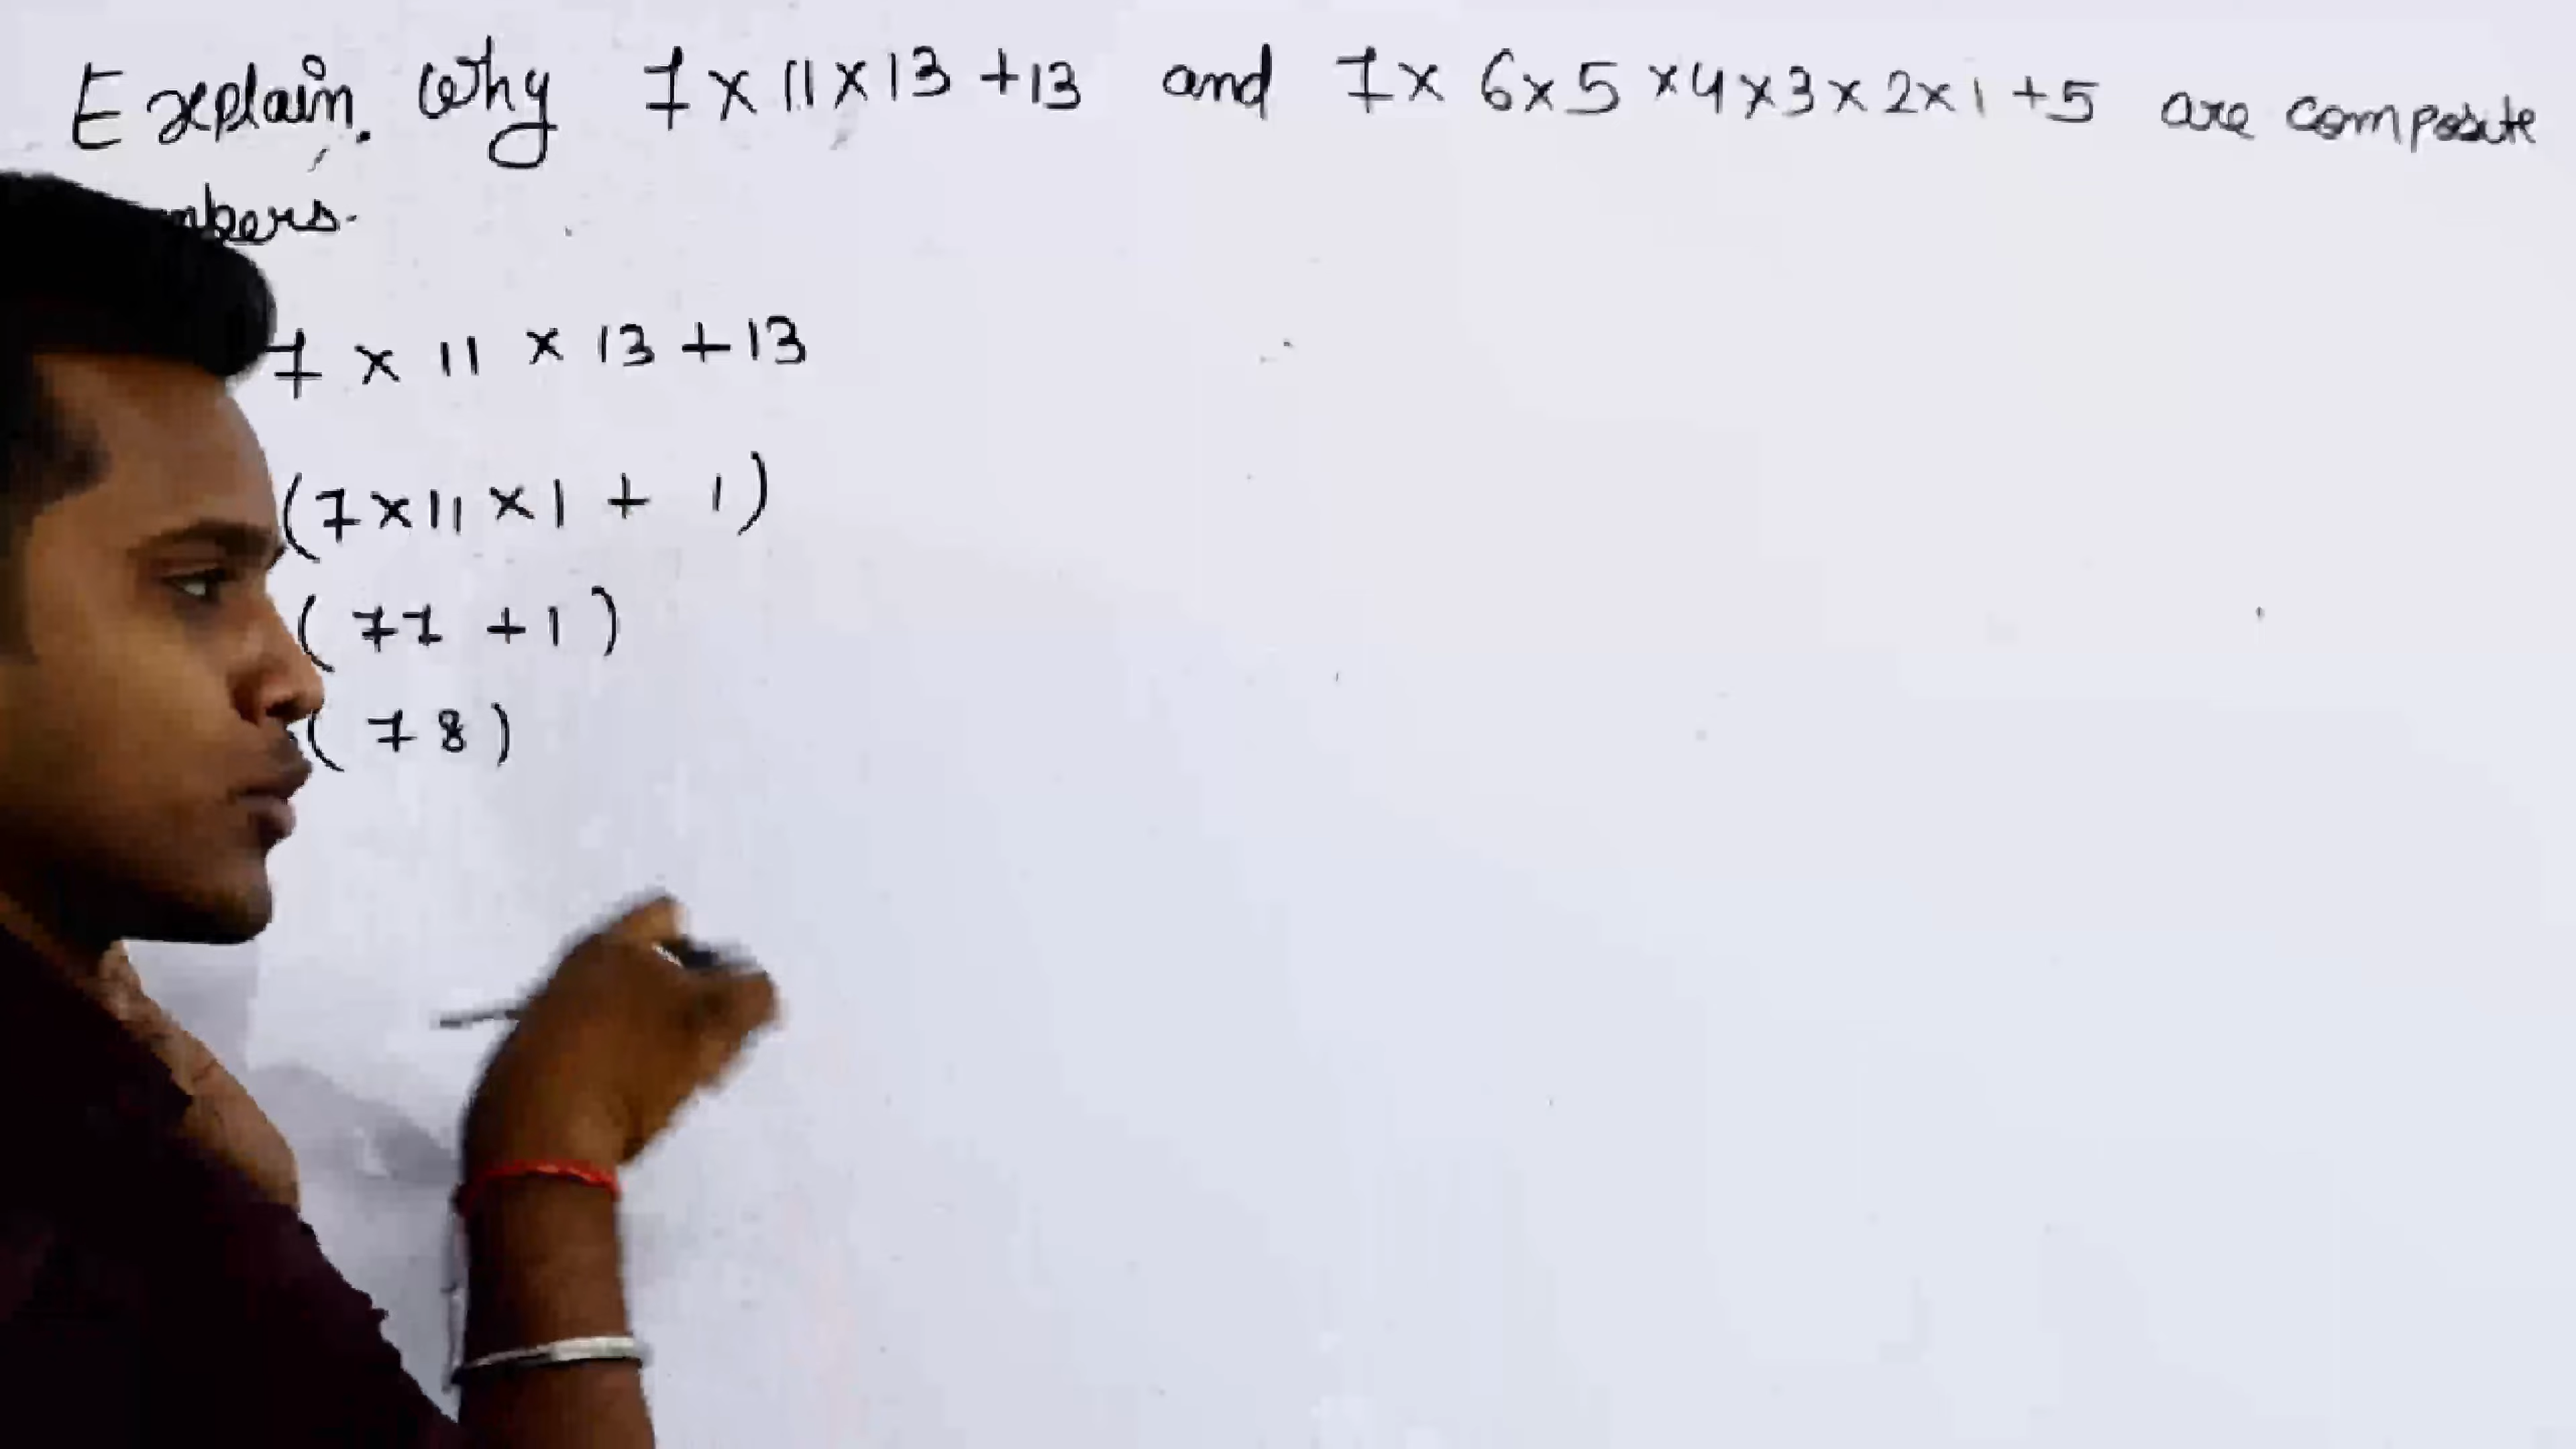 Explain. Why 7 x 11 x 13 + 13 and 7 x 6 x 5 x 4 x 3 x 2 x 1 + 5 are composite
mbers.
7 x 11 x 13 + 13
(7 x 11 x 1 + 1)
( 77 + 1 )
( 78 )